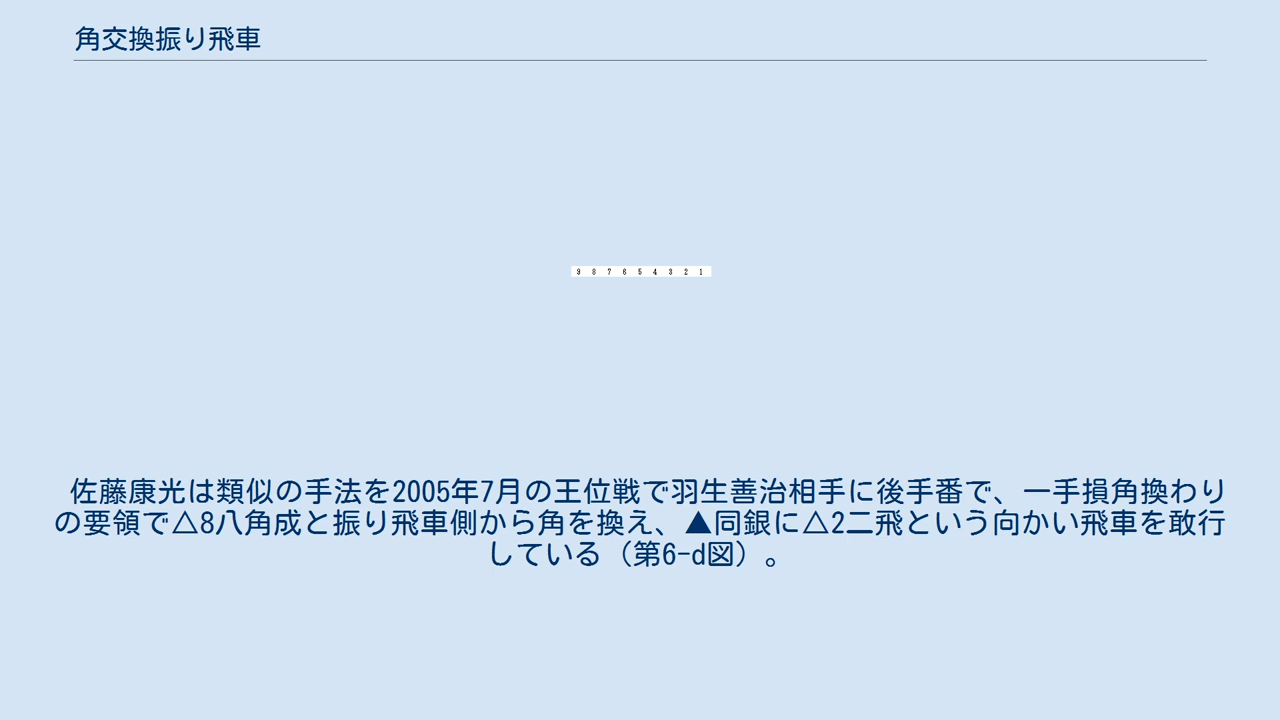 角交換振り飛車
9 8 7 6 5 4 3 2 1
佐藤康光は類似の手法を2005年7月の王位戦で羽生善治相手に後手番で、一手損角換わり
の要領で△8八角成と振り飛車側から角を換え、▲同銀に△2二飛という向かい飛車を敢行
している（第6-d図）。